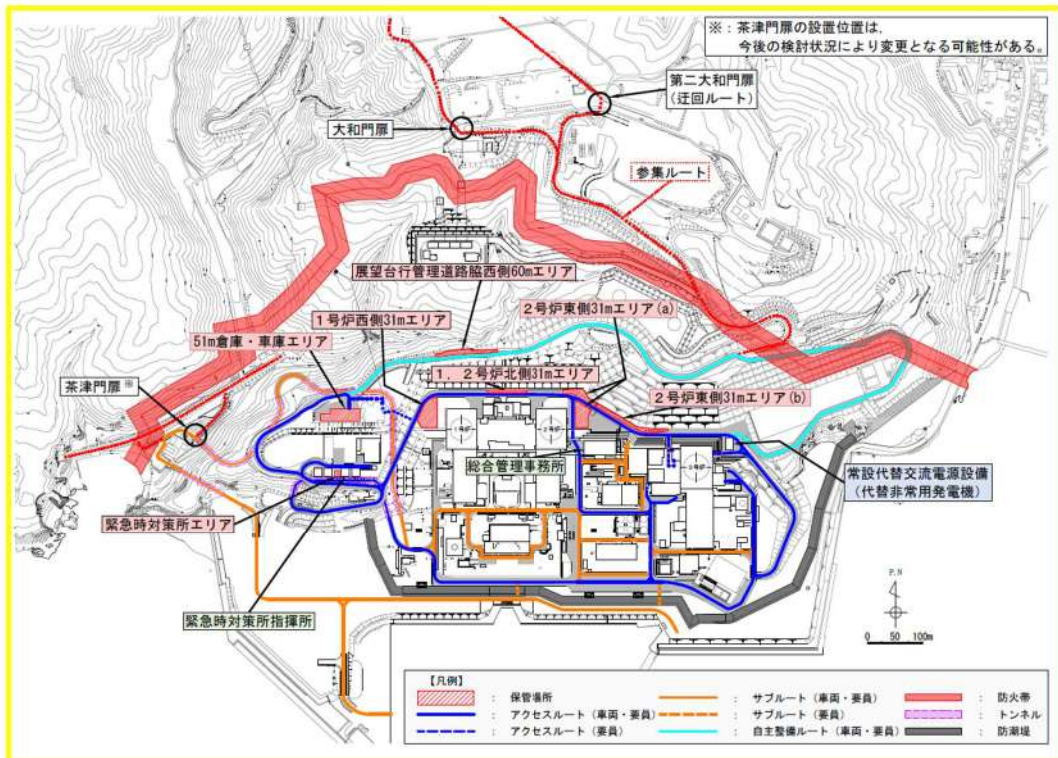 ※：茶津門扉の設置位置は，
今後の検討状況により変更となる可能性がある。
第二大和門扉
（迂回ルート）
大和門扉
参集ルート
展望台行管理道路脇西側60mエリア
1号炉西側31mエリア
2号炉東側31mエリア(a)
51m倉庫・車庫エリア
1，2号炉北側31mエリア
茶津門扉※
2号炉東側31mエリア(b)
総合管理事務所
常設代替交流電源設備
（代替非常用発電機）
緊急時対策所エリア
緊急時対策所指揮所
P.N
0 50 100m
【凡例】
： 保管場所
： サブルート（車両・要員）
： 防火帯
： アクセスルート（車両・要員）
： サブルート（要員）
： トンネル
： アクセスルート（要員）
： 自主整備ルート（車両・要員）
： 防潮堤